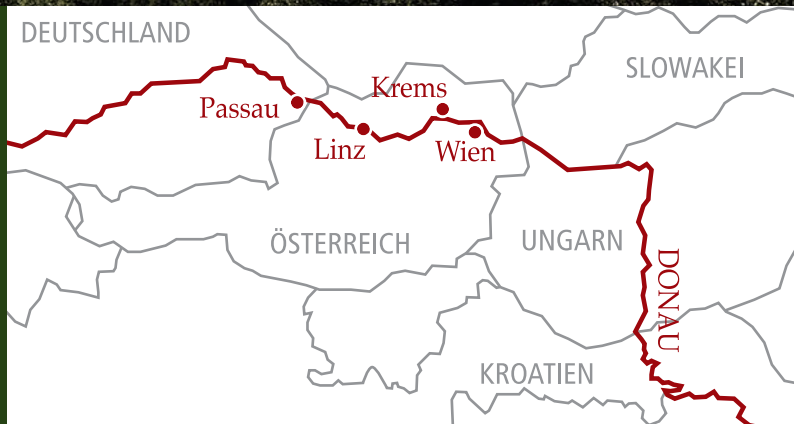 DEUTSCHLAND
SLOWAKEI
Krems
Passau
Linz
Wien
ÖSTERREICH
UNGARN
DONAU
KROATIEN